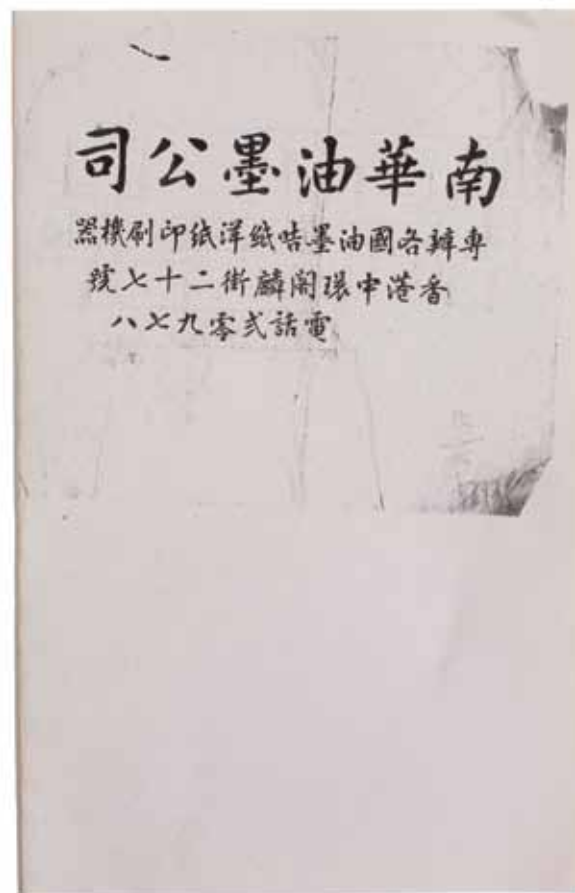 南華油墨公司
專辦各國油墨咭紙洋紙印刷機器
香港中環閣麟街二十七號
電話弍零九七八